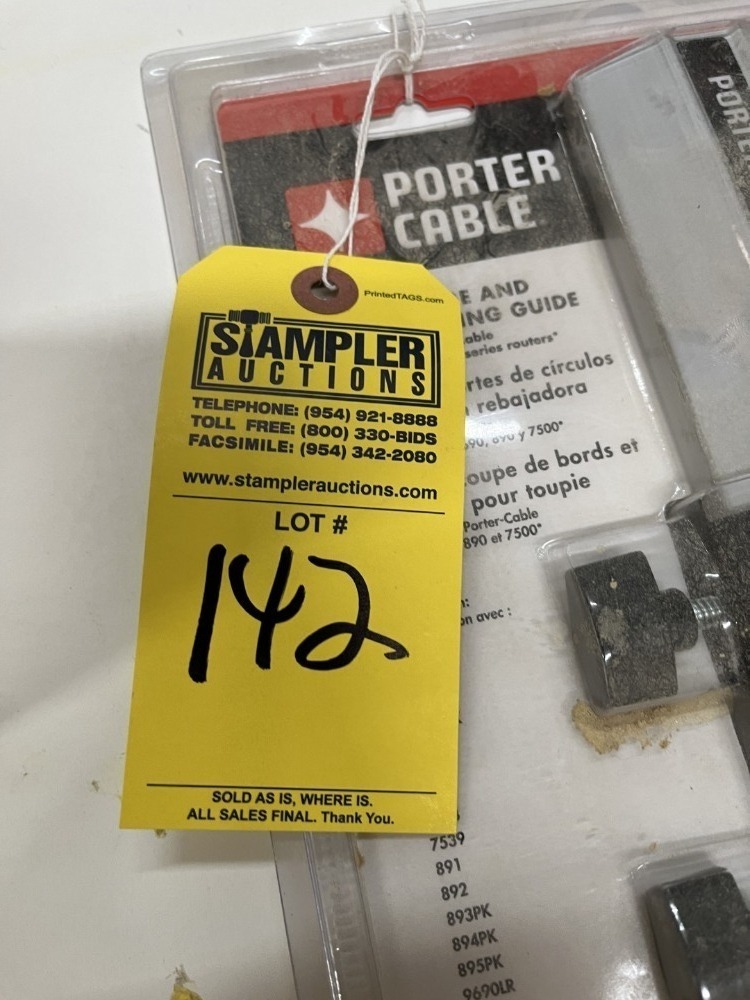 PORTER
CABLE
PORTE
PrintedTAGS.com
STAMPLER
AUCTIONS
TELEPHONE: (954) 921-8888
TOLL FREE: (800) 330-BIDS
FACSIMILE: (954) 342-2080
www.stamplerauctions.com
LOT #
142
SOLD AS IS, WHERE IS.
ALL SALES FINAL. Thank You.
E AND
ING GUIDE
able
series routers*
rtes de círculos
rebajadora
690, 890 y 7500*
oupe de bords et
pour toupie
Porter-Cable
890 et 7500*
n:
on avec :
7539
891
892
893PK
894PK
895PK
9690LR